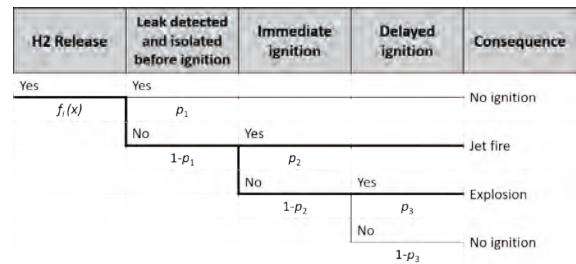 H2 Release
Leak detected
and isolated
before ignition
Immediate
ignition
Delayed
ignition
Consequence
Yes
Yes
No ignition
fᵢ(x)
p₁
No
Yes
Jet fire
1-p₁
p₂
No
Yes
Explosion
1-p₂
p₃
No
No ignition
1-p₃